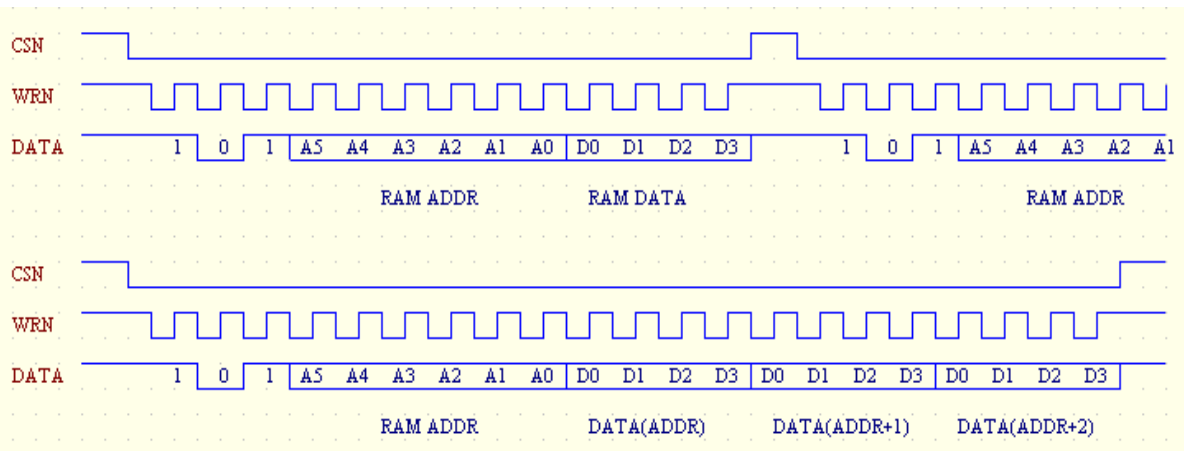 CSN
WRN
DATA 1 0 1 A5 A4 A3 A2 A1 A0 D0 D1 D2 D3 1 0 1 A5 A4 A3 A2 A1
RAM ADDR RAM DATA RAM ADDR
CSN
WRN
DATA 1 0 1 A5 A4 A3 A2 A1 A0 D0 D1 D2 D3 D0 D1 D2 D3 D0 D1 D2 D3
RAM ADDR DATA(ADDR) DATA(ADDR+1) DATA(ADDR+2)